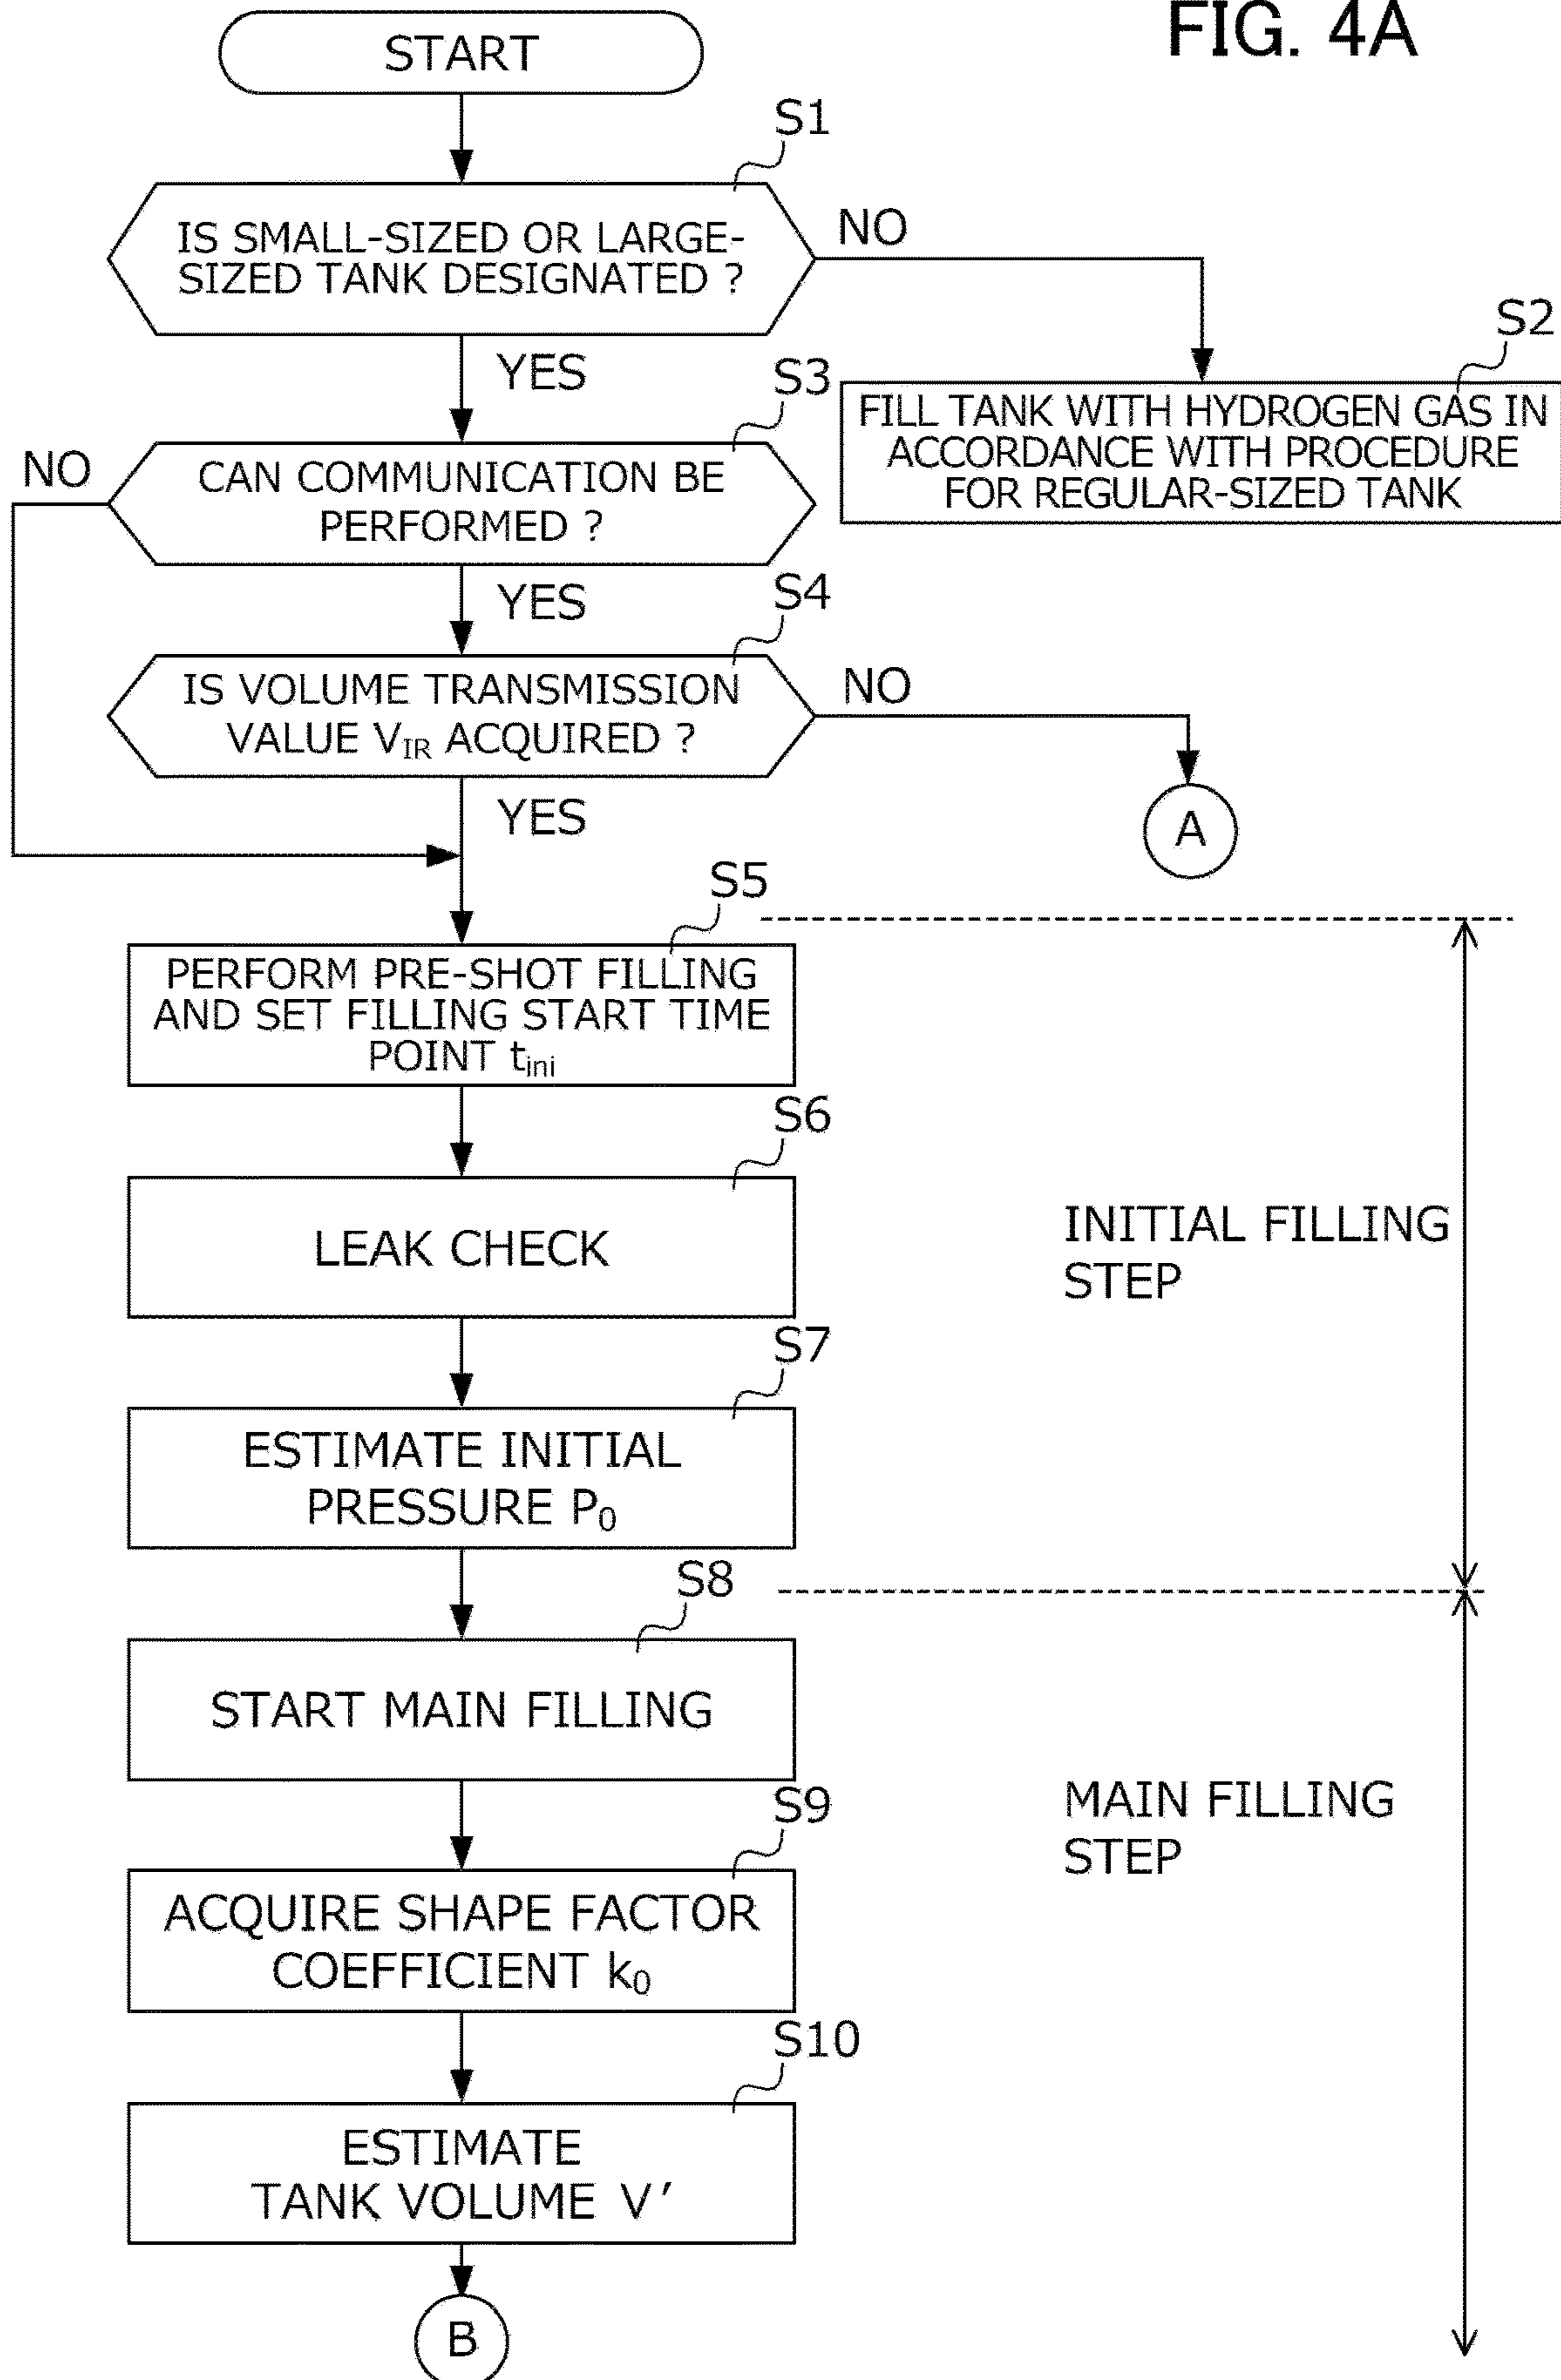 FIG. 4A
START
S1
IS SMALL-SIZED OR LARGE-
SIZED TANK DESIGNATED ?
NO
YES
S2
FILL TANK WITH HYDROGEN GAS IN
ACCORDANCE WITH PROCEDURE
FOR REGULAR-SIZED TANK
S3
NO
CAN COMMUNICATION BE
PERFORMED ?
YES
S4
IS VOLUME TRANSMISSION
VALUE VIR ACQUIRED ?
NO
YES
A
S5
PERFORM PRE-SHOT FILLING
AND SET FILLING START TIME
POINT tini
S6
LEAK CHECK
INITIAL FILLING
STEP
S7
ESTIMATE INITIAL
PRESSURE P0
S8
START MAIN FILLING
MAIN FILLING
STEP
S9
ACQUIRE SHAPE FACTOR
COEFFICIENT k0
S10
ESTIMATE
TANK VOLUME V′
B